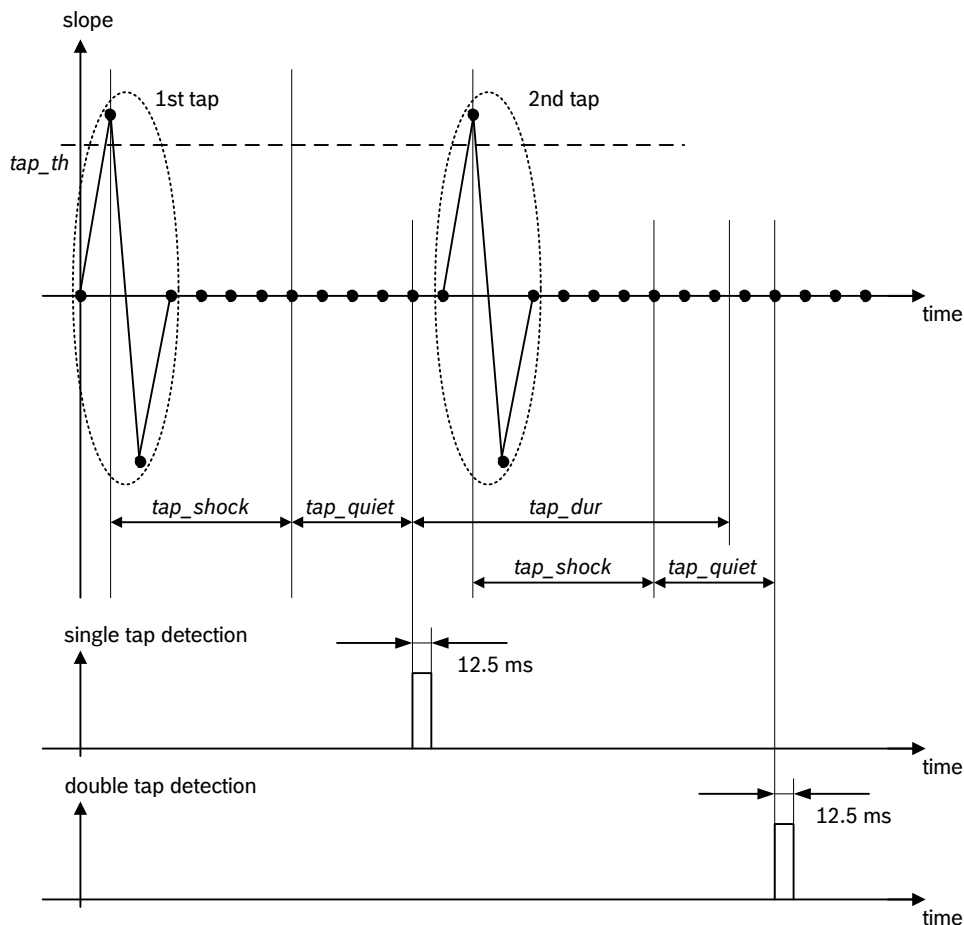 slope
1st tap
2nd tap
tap_th
time
tap_shock
tap_quiet
tap_dur
tap_shock
tap_quiet
single tap detection
12.5 ms
time
double tap detection
12.5 ms
time